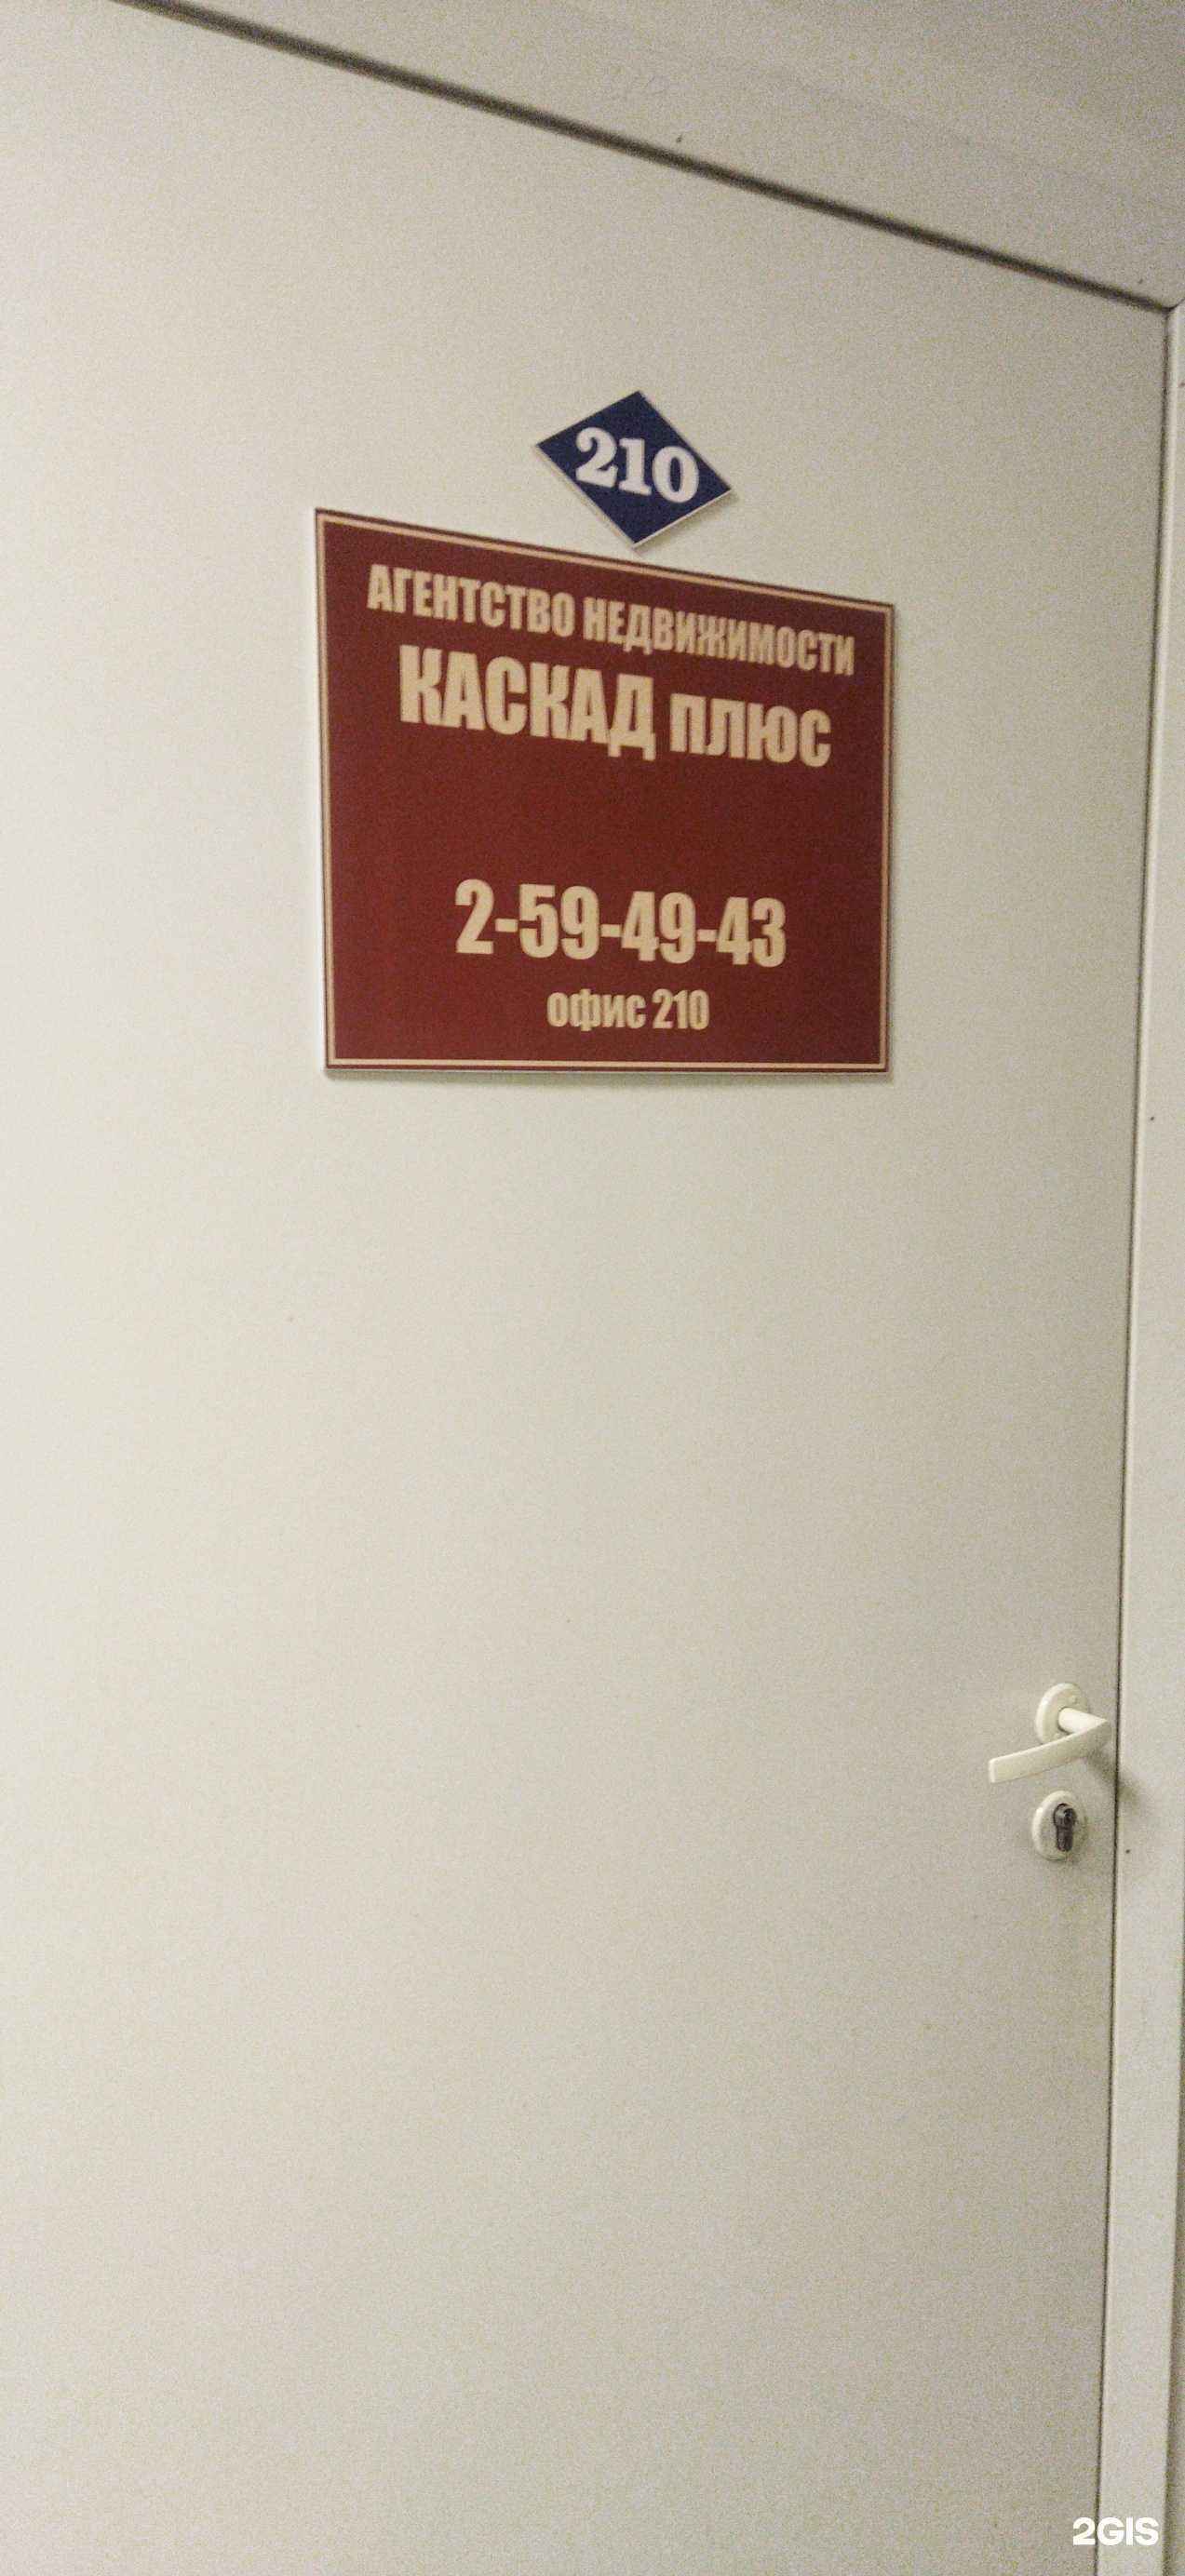 210
АГЕНТСТВО НЕДВИЖИМОСТИ
КАСКАД плюс
2-59-49-43
офис 210
2GIS